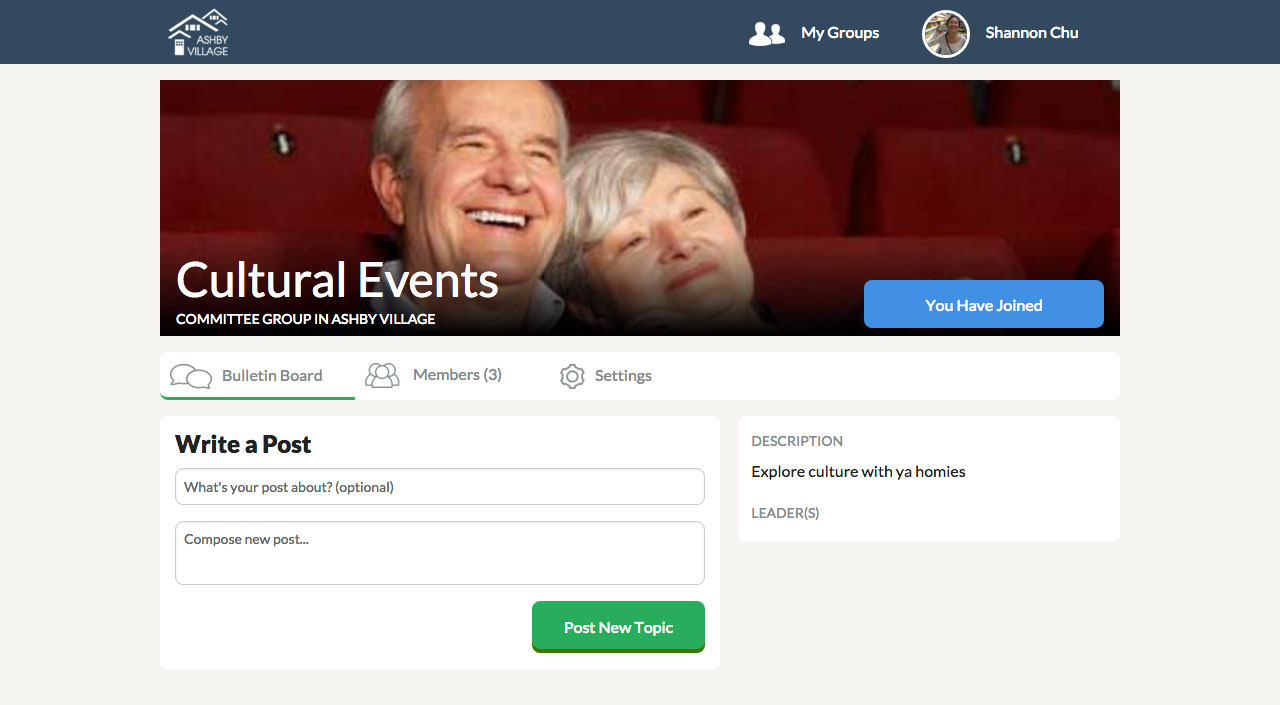 ASHBY
VILLAGE
My Groups
Shannon Chu
Cultural Events
COMMITTEE GROUP IN ASHBY VILLAGE
You Have Joined
Bulletin Board
Members (3)
Settings
Write a Post
What's your post about? (optional)
Compose new post...
Post New Topic
DESCRIPTION
Explore culture with ya homies
LEADER(S)